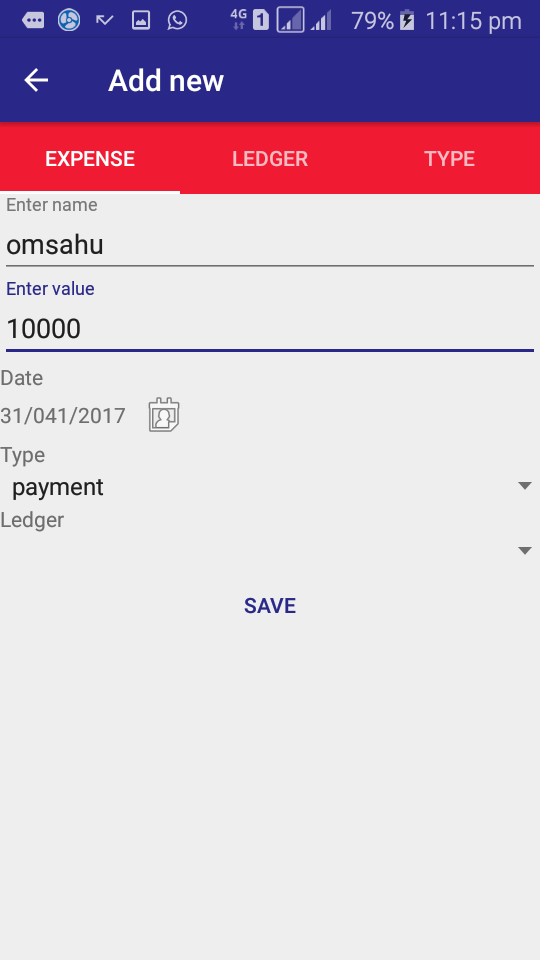 4G 1 79% 11:15 pm
Add new
EXPENSE LEDGER TYPE
Enter name
omsahu
Enter value
10000
Date
31/041/2017
Type
payment
Ledger
SAVE